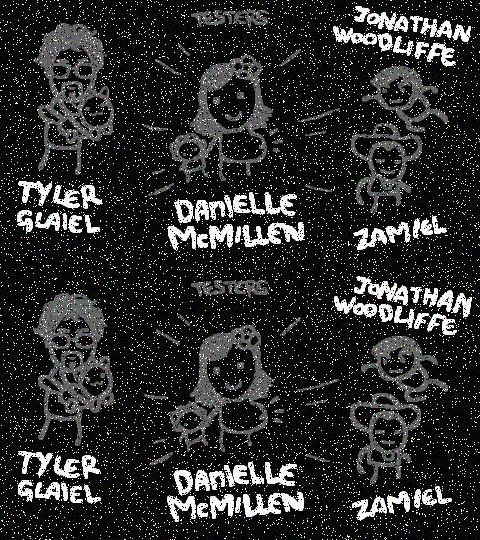 TESTERS
JONATHAN
WOODLIFFE
TYLER
GLAIEL
DANIELLE
McMILLEN
ZAMIEL
TESTERS
JONATHAN
WOODLIFFE
TYLER
GLAIEL
DANIELLE
McMILLEN
ZAMIEL